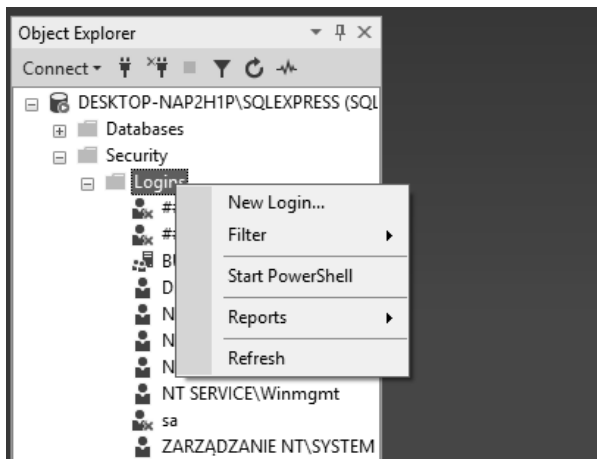 Object Explorer
Connect
DESKTOP-NAP2H1P\SQLEXPRESS (SQL
Databases
Security
Logins
New Login...
Filter
Start PowerShell
Reports
Refresh
NT SERVICE\Winmgmt
sa
ZARZĄDZANIE NT\SYSTEM